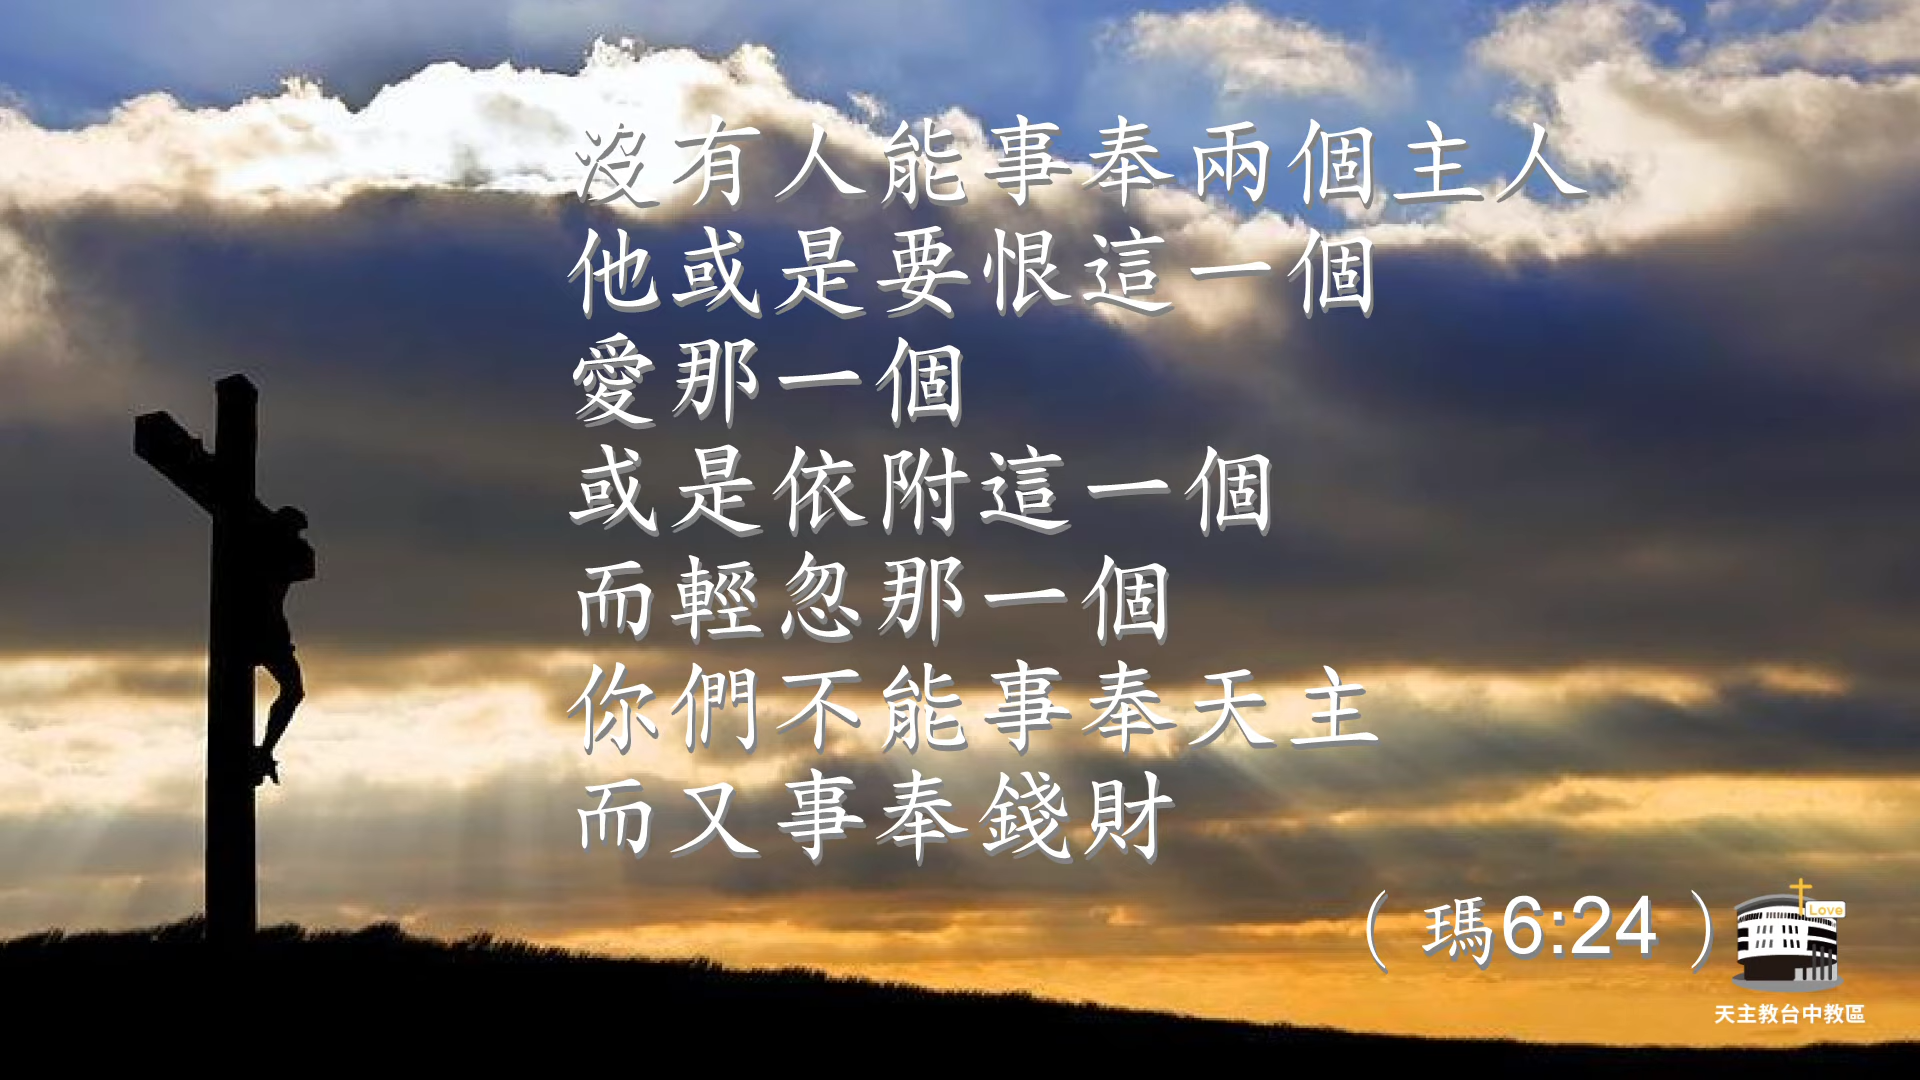 沒有人能事奉兩個主人
他或是要恨這一個
愛那一個
或是依附這一個
而輕忽那一個
你們不能事奉天主
而又事奉錢財
（瑪6:24）
Love
天主教台中教區